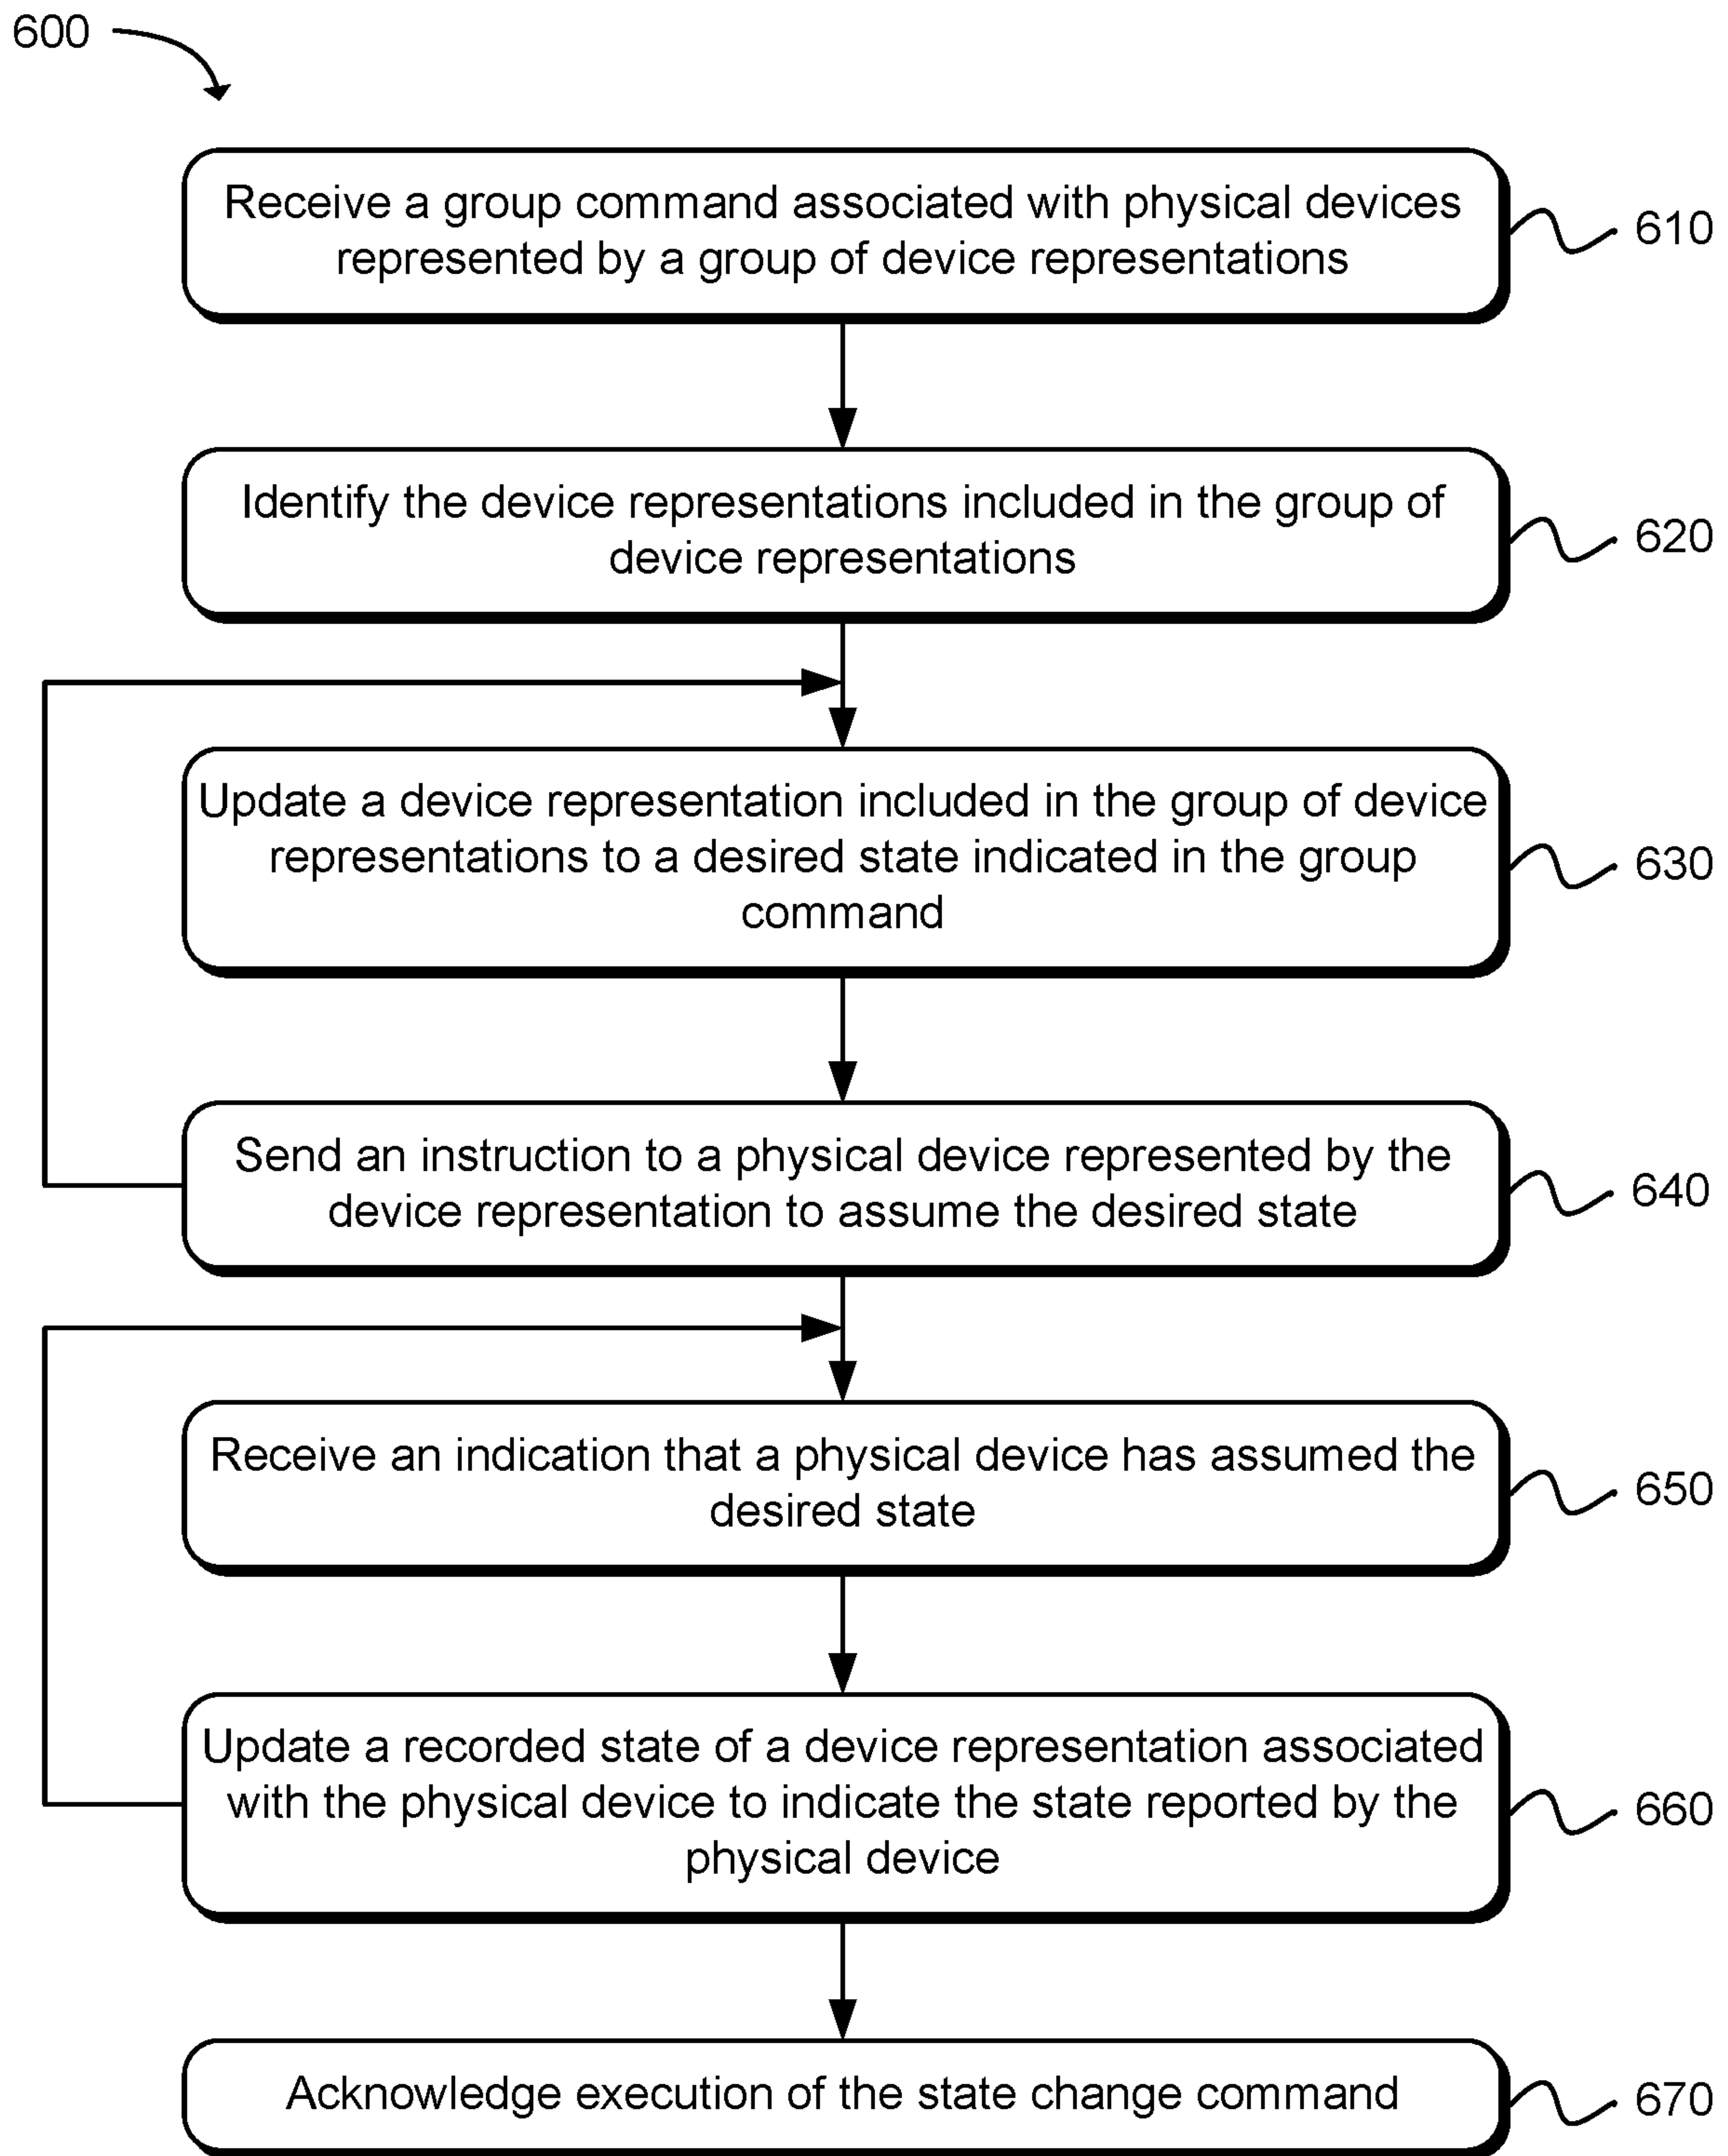 600
Receive a group command associated with physical devices
represented by a group of device representations
610
Identify the device representations included in the group of
device representations
620
Update a device representation included in the group of device
representations to a desired state indicated in the group
command
630
Send an instruction to a physical device represented by the
device representation to assume the desired state
640
Receive an indication that a physical device has assumed the
desired state
650
Update a recorded state of a device representation associated
with the physical device to indicate the state reported by the
physical device
660
Acknowledge execution of the state change command
670